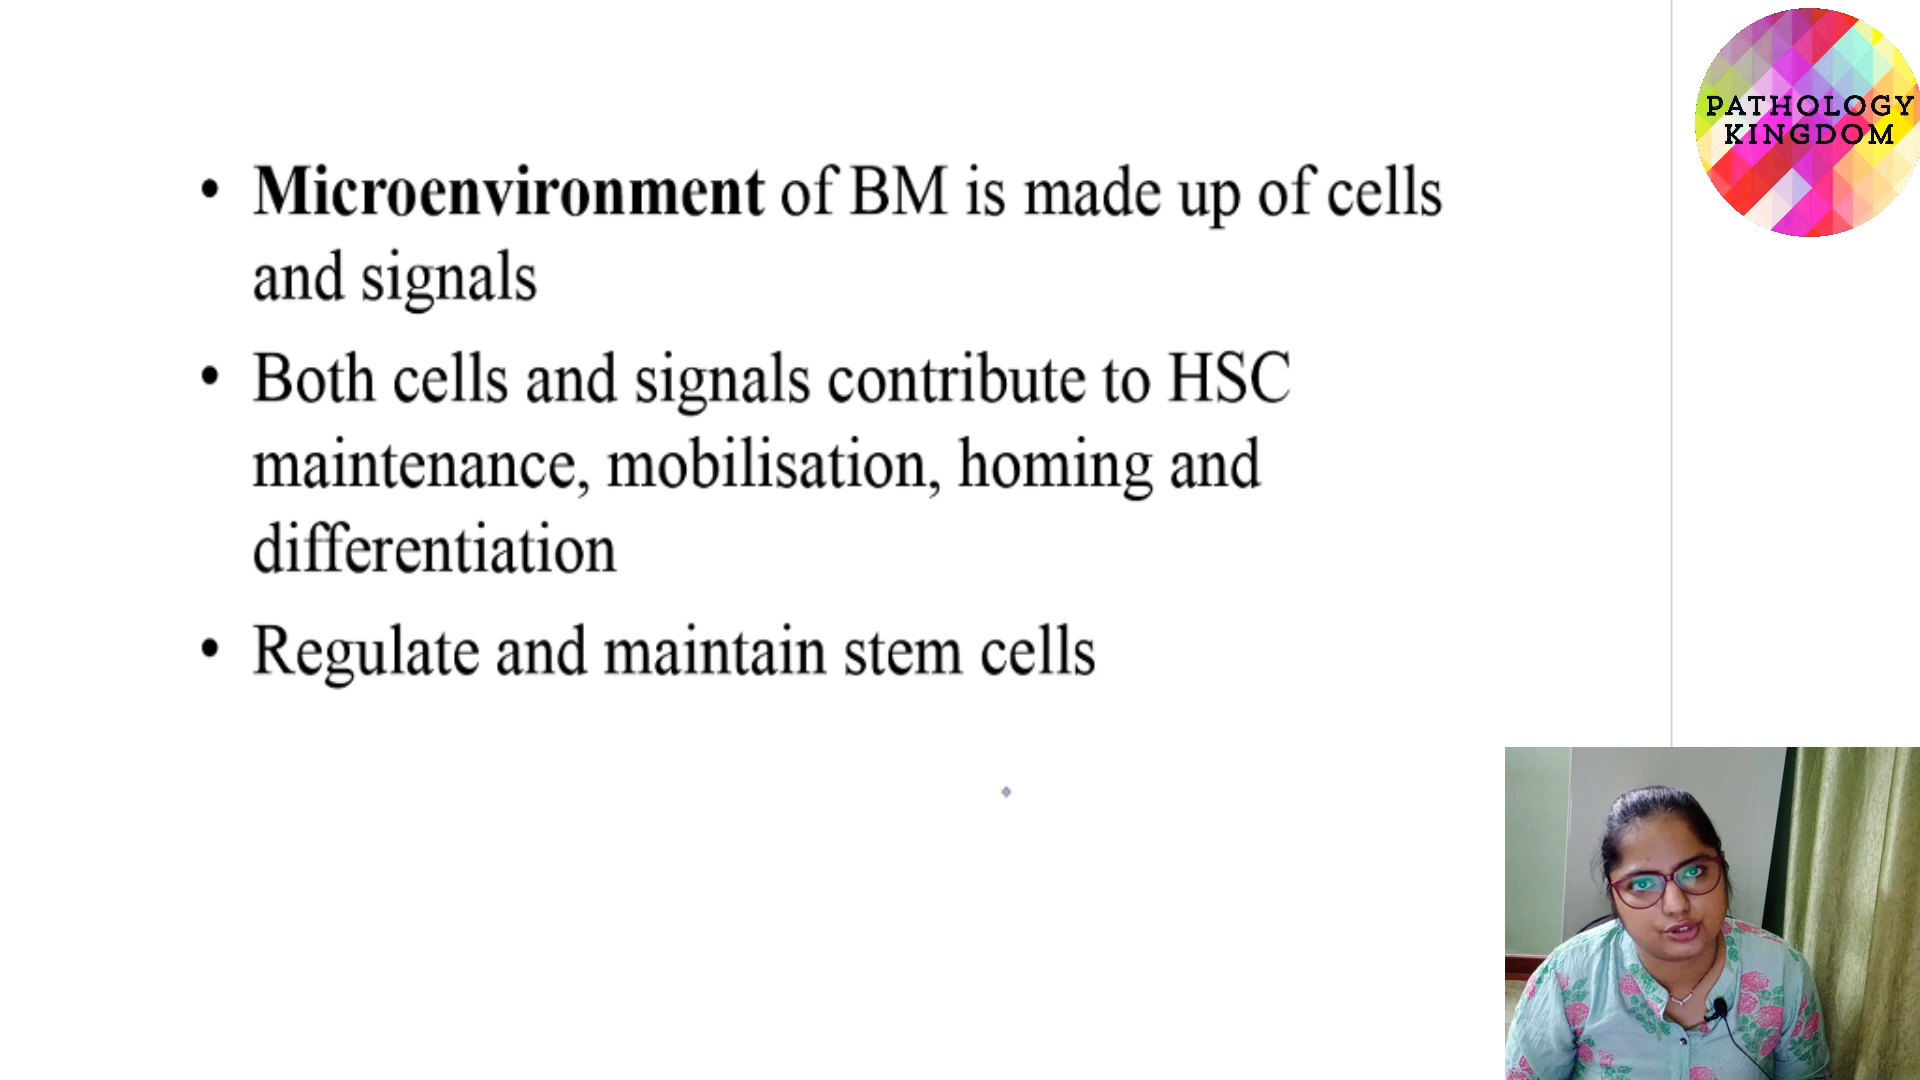 PATHOLOGY
KINGDOM
• Microenvironment of BM is made up of cells
and signals
• Both cells and signals contribute to HSC
maintenance, mobilisation, homing and
differentiation
• Regulate and maintain stem cells